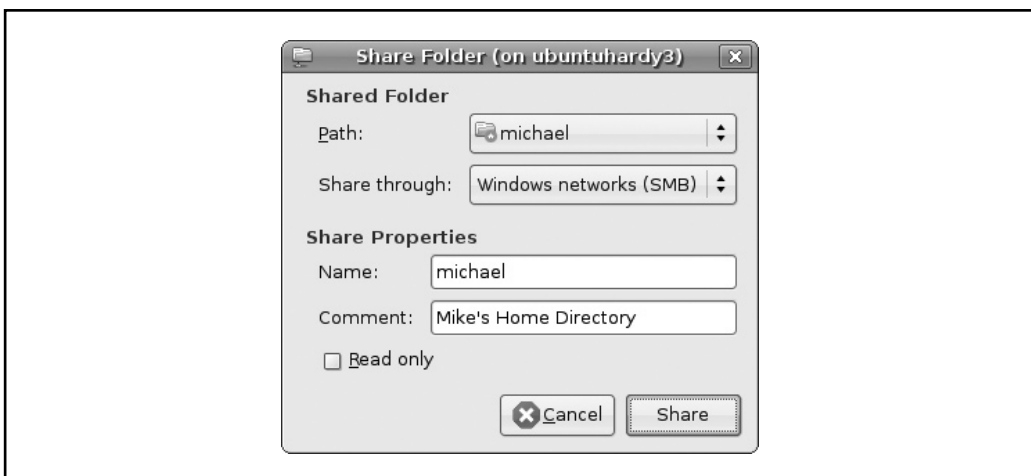 Share Folder (on ubuntuhardy3)
Shared Folder
Path: michael
Share through: Windows networks (SMB)
Share Properties
Name: michael
Comment: Mike's Home Directory
Read only
Cancel Share